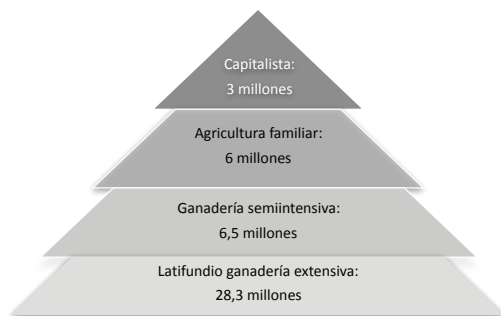 Capitalista:
3 millones
Agricultura familiar:
6 millones
Ganadería semiintensiva:
6,5 millones
Latifundio ganadería extensiva:
28,3 millones